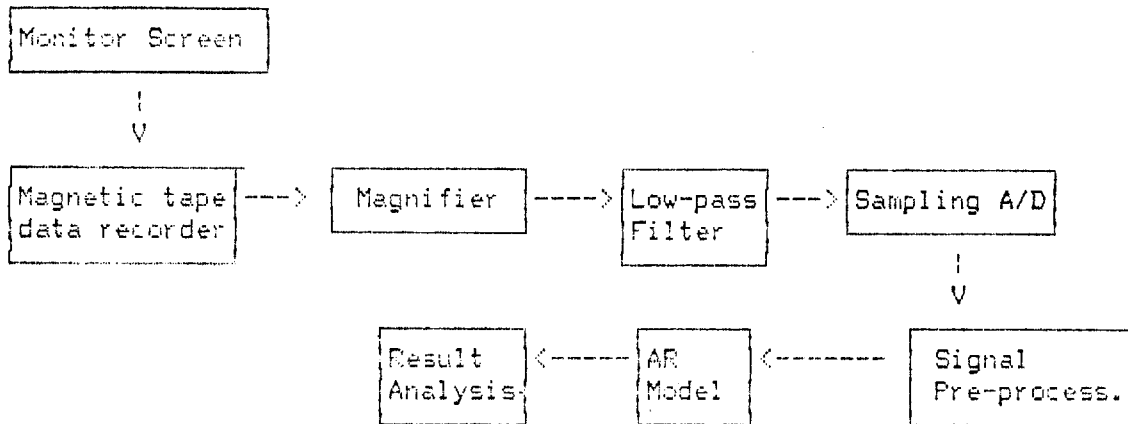 Monitor Screen
Magnetic tape
data recorder
Magnifier
Low-pass
Filter
Sampling A/D
Signal
Pre-process.
AR
Model
Result
Analysis